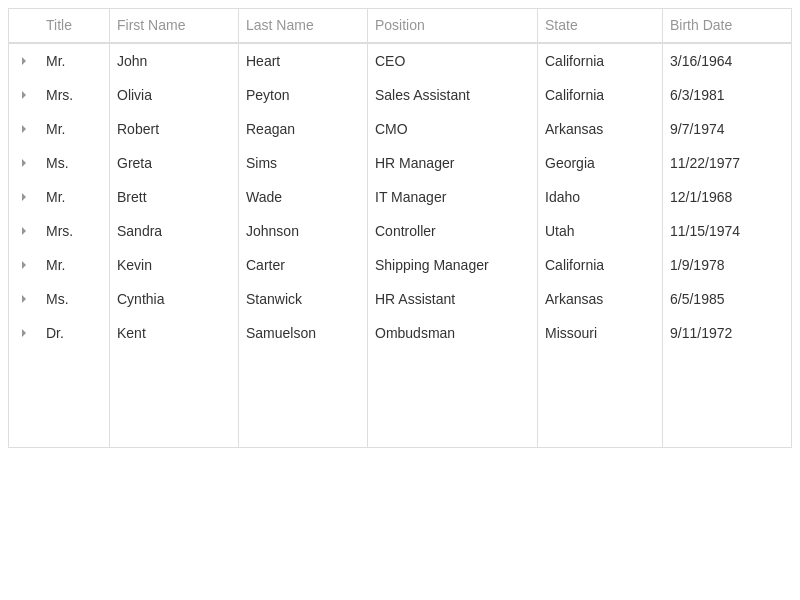 Title First Name Last Name Position State Birth Date
Mr. John Heart CEO California 3/16/1964
Mrs. Olivia Peyton Sales Assistant California 6/3/1981
Mr. Robert Reagan CMO Arkansas 9/7/1974
Ms. Greta Sims HR Manager Georgia 11/22/1977
Mr. Brett Wade IT Manager Idaho 12/1/1968
Mrs. Sandra Johnson Controller Utah 11/15/1974
Mr. Kevin Carter Shipping Manager California 1/9/1978
Ms. Cynthia Stanwick HR Assistant Arkansas 6/5/1985
Dr. Kent Samuelson Ombudsman Missouri 9/11/1972